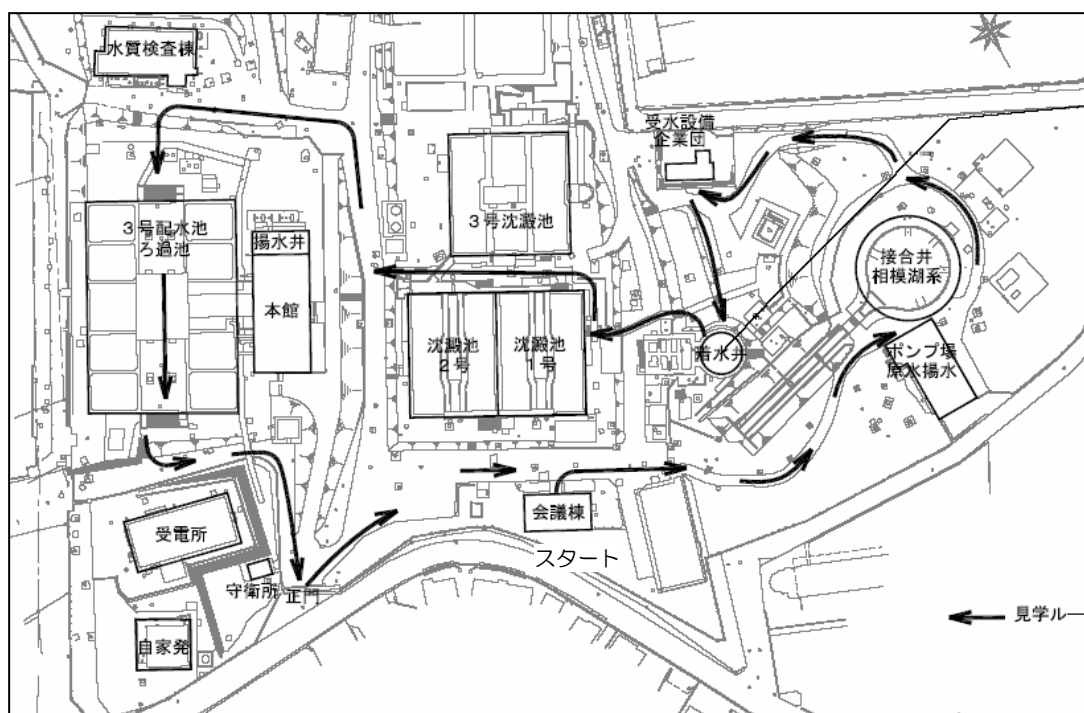 水質検査棟
受水設備
企業団
3号沈澱池
3号配水池
ろ過池
揚水井
本館
接合井
相模湖系
沈澱池
2号
沈澱池
1号
着水井
ポンプ場
原水揚水
会議棟
スタート
受電所
守衛所
正門
自家発
見学ルー